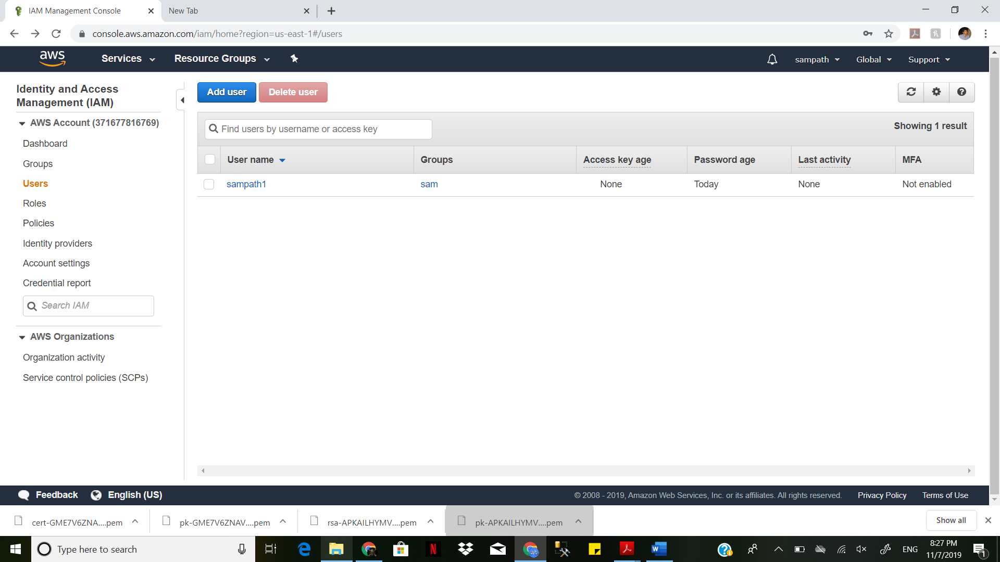 IAM Management Console
New Tab
console.aws.amazon.com/iam/home?region=us-east-1#/users
aws
Services
Resource Groups
sampath
Global
Support
Identity and Access
Management (IAM)
AWS Account (371677816769)
Dashboard
Groups
Users
Roles
Policies
Identity providers
Account settings
Credential report
Search IAM
AWS Organizations
Organization activity
Service control policies (SCPs)
Add user
Delete user
Find users by username or access key
Showing 1 result
User name Groups Access key age Password age Last activity MFA
sampath1 sam None Today None Not enabled
Feedback
English (US)
© 2008 - 2019, Amazon Web Services, Inc. or its affiliates. All rights reserved.
Privacy Policy
Terms of Use
cert-GME7V6ZNA....pem
pk-GME7V6ZNAV....pem
rsa-APKAILHYMV....pem
pk-APKAILHYMV....pem
Show all
Type here to search
ENG
8:27 PM
11/7/2019
1